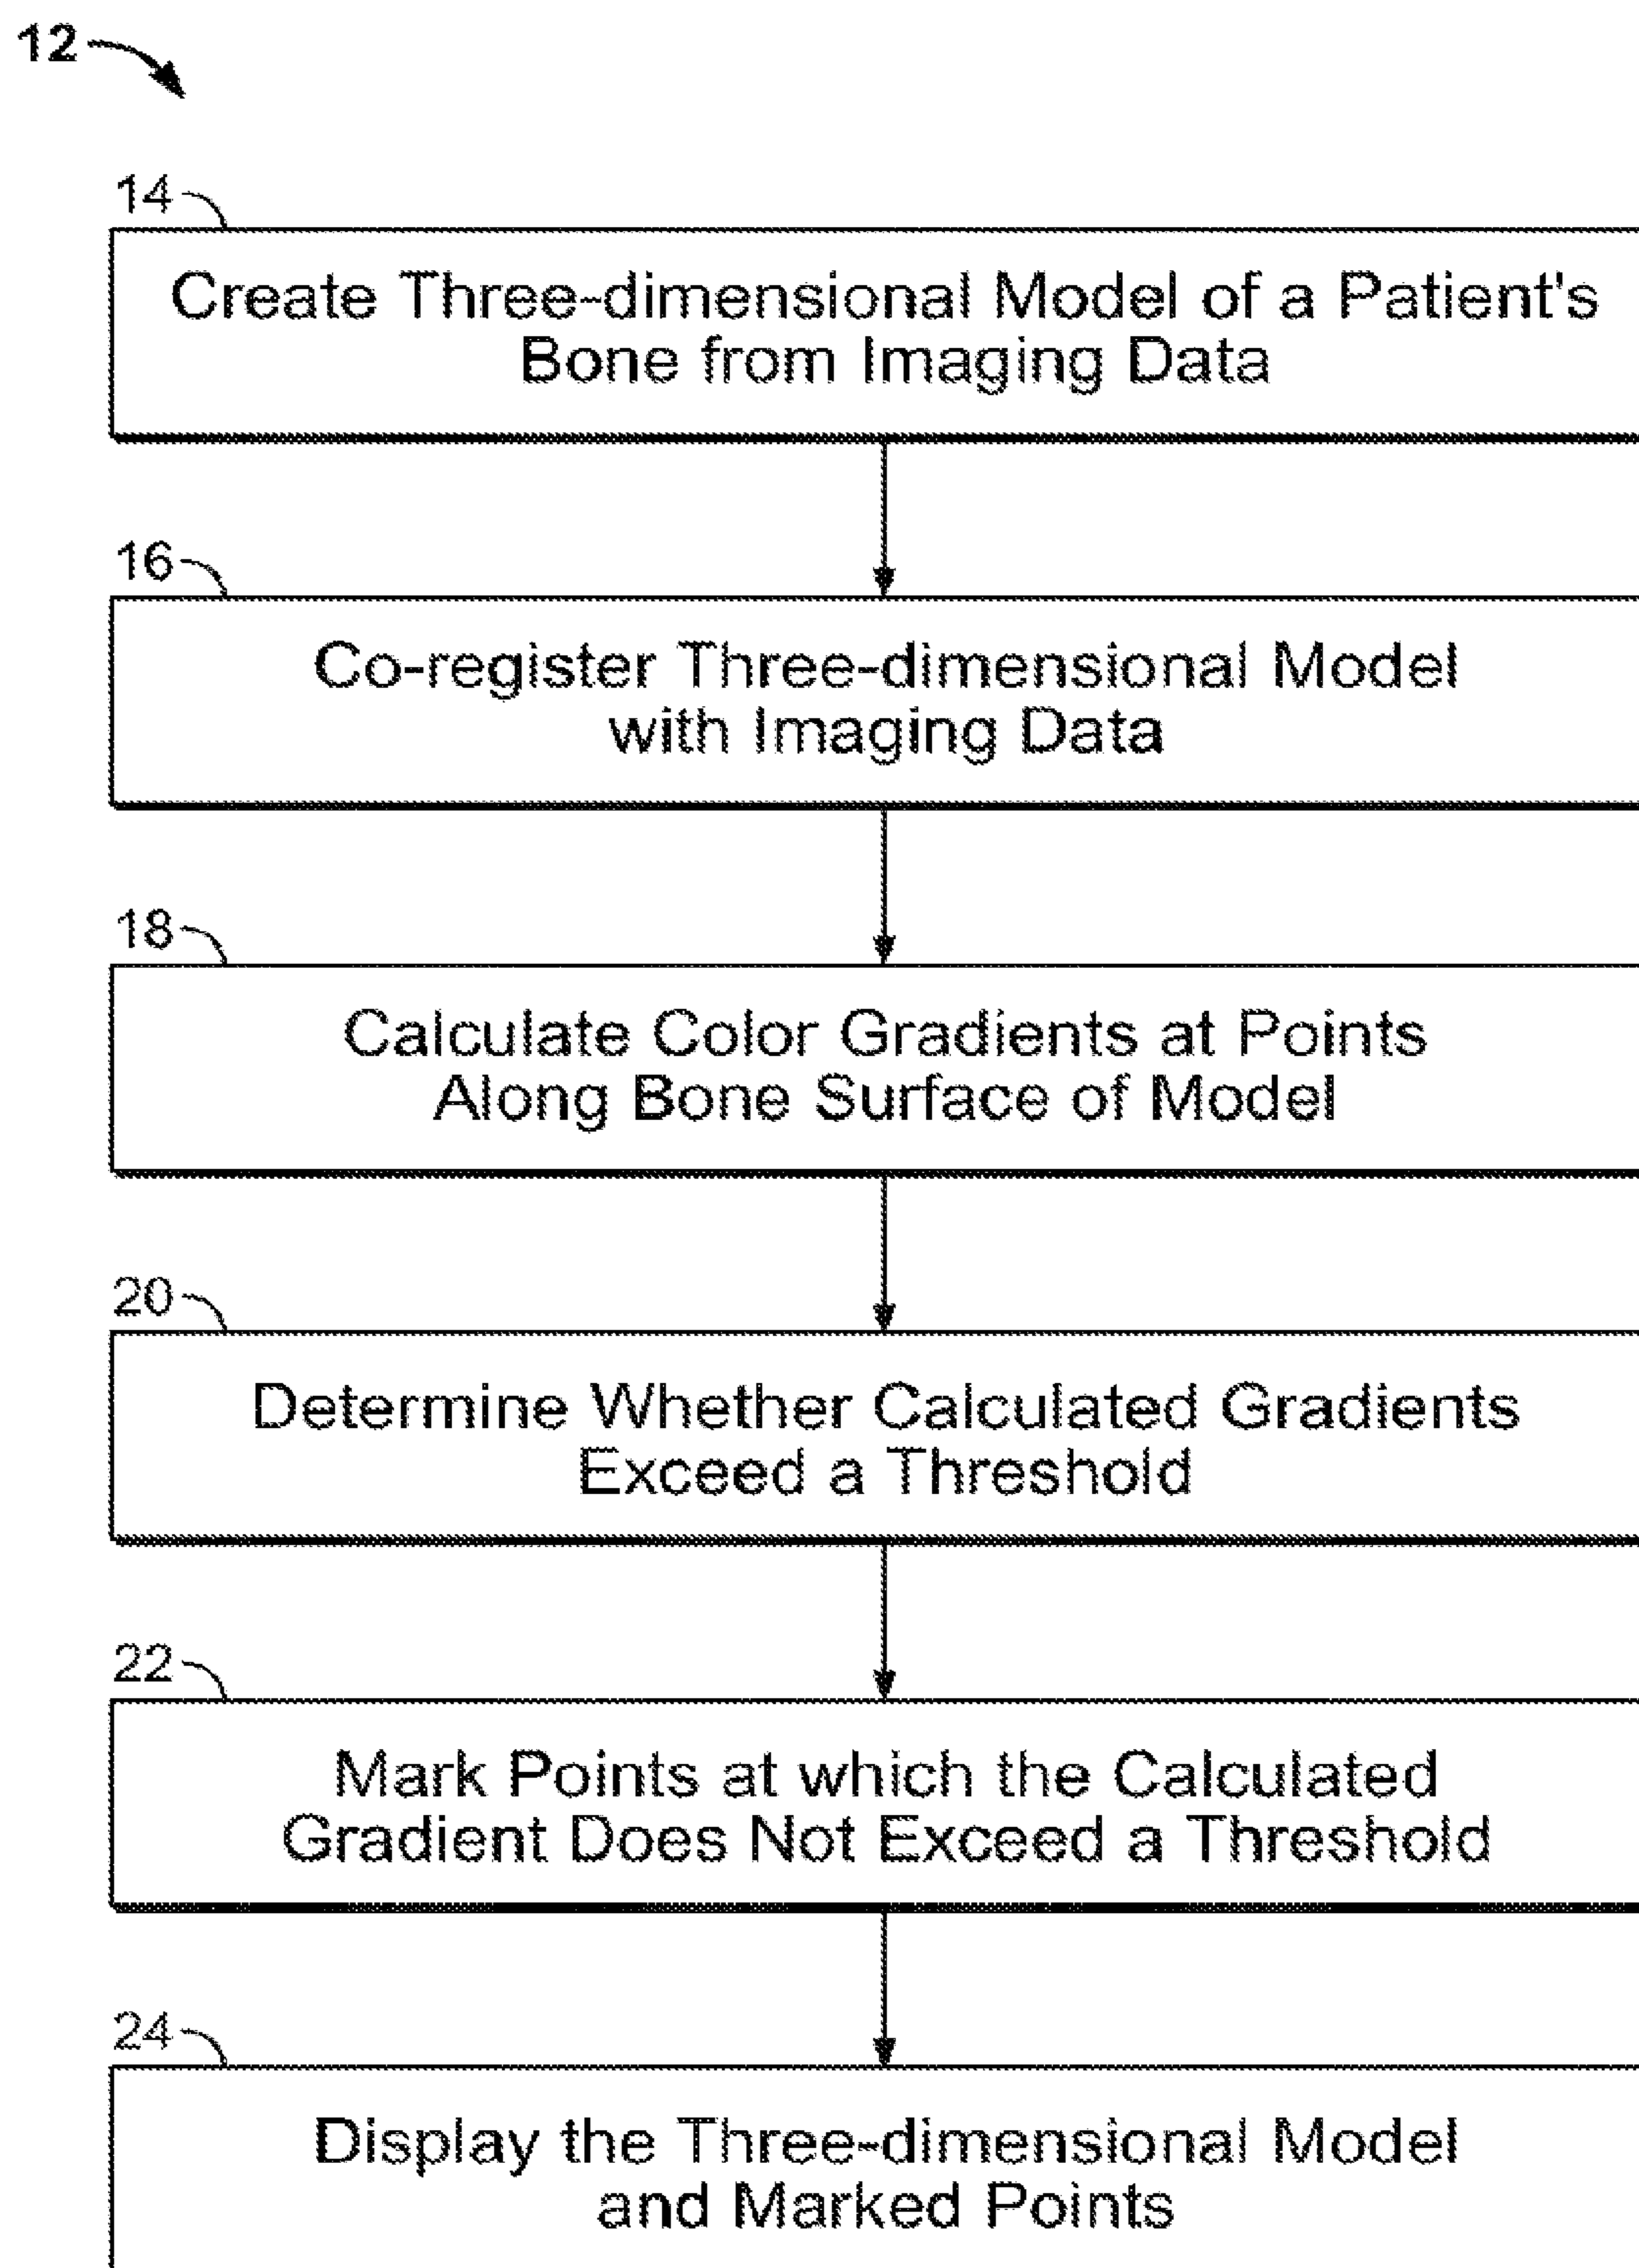 12
14
Create Three-dimensional Model of a Patient's
Bone from Imaging Data
16
Co-register Three-dimensional Model
with Imaging Data
18
Calculate Color Gradients at Points
Along Bone Surface of Model
20
Determine Whether Calculated Gradients
Exceed a Threshold
22
Mark Points at which the Calculated
Gradient Does Not Exceed a Threshold
24
Display the Three-dimensional Model
and Marked Points